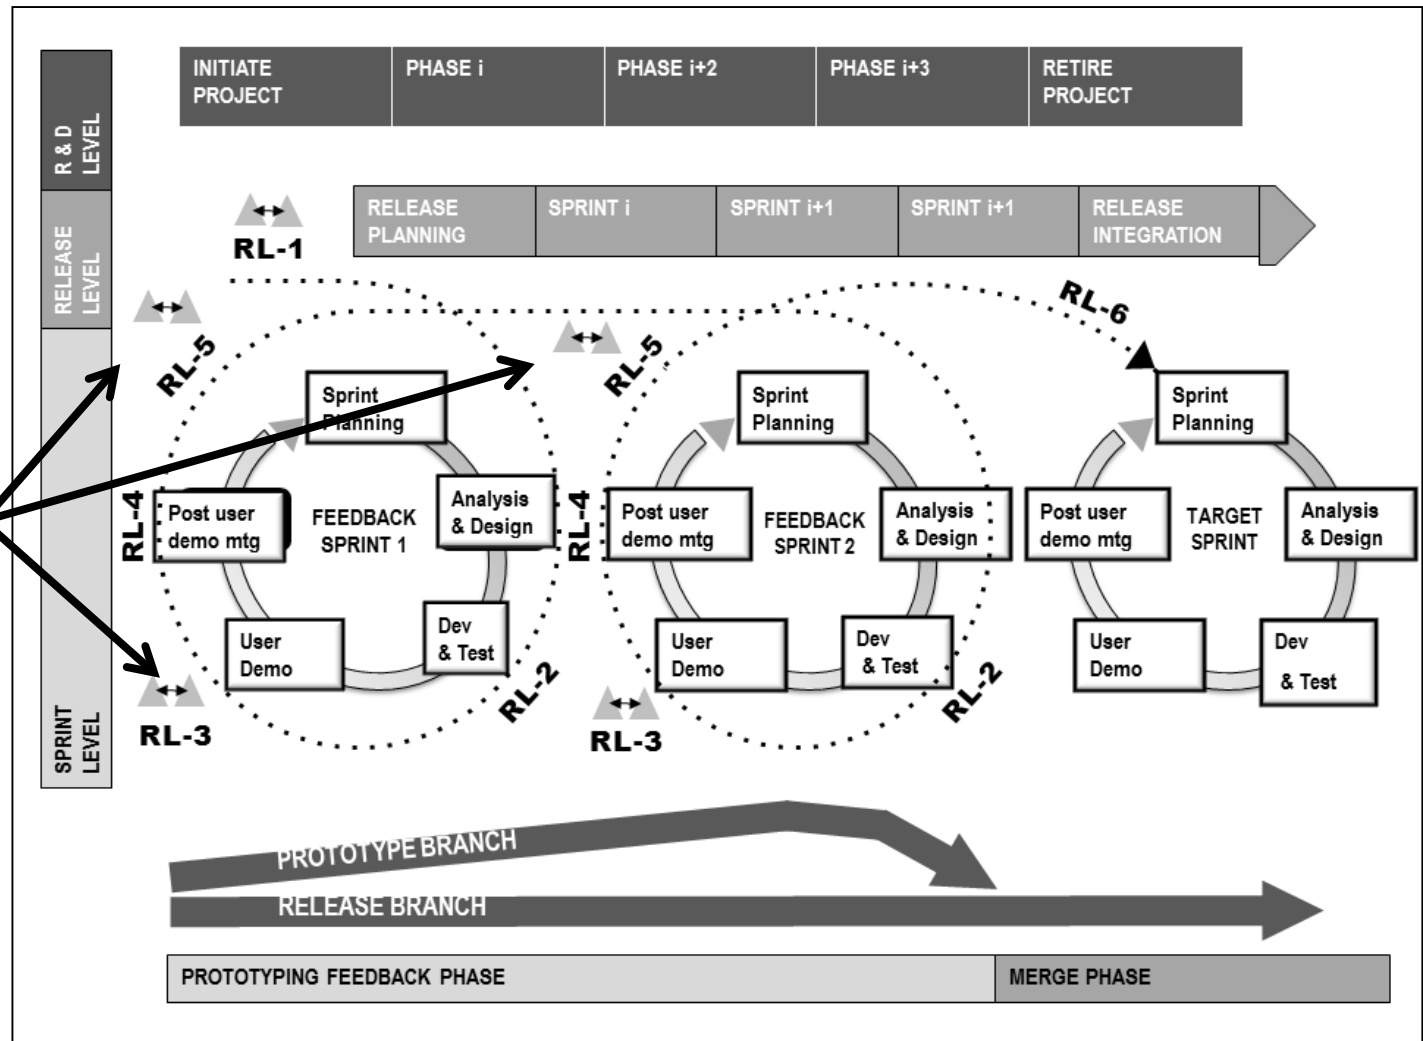 INITIATE
PROJECT
PHASE i
PHASE i+2
PHASE i+3
RETIRE
PROJECT
R & D
LEVEL
RELEASE
LEVEL
SPRINT
LEVEL
RL-1
RELEASE
PLANNING
SPRINT i
SPRINT i+1
SPRINT i+1
RELEASE
INTEGRATION
RL-5
RL-5
RL-6
Sprint
Planning
Analysis
& Design
Dev
& Test
User
Demo
Post user
demo mtg
FEEDBACK
SPRINT 1
RL-4
RL-3
RL-2
Sprint
Planning
Analysis
& Design
Dev
& Test
User
Demo
Post user
demo mtg
FEEDBACK
SPRINT 2
RL-4
RL-3
RL-2
Sprint
Planning
Analysis
& Design
Dev
& Test
User
Demo
Post user
demo mtg
TARGET
SPRINT
PROTOTYPE BRANCH
RELEASE BRANCH
PROTOTYPING FEEDBACK PHASE
MERGE PHASE